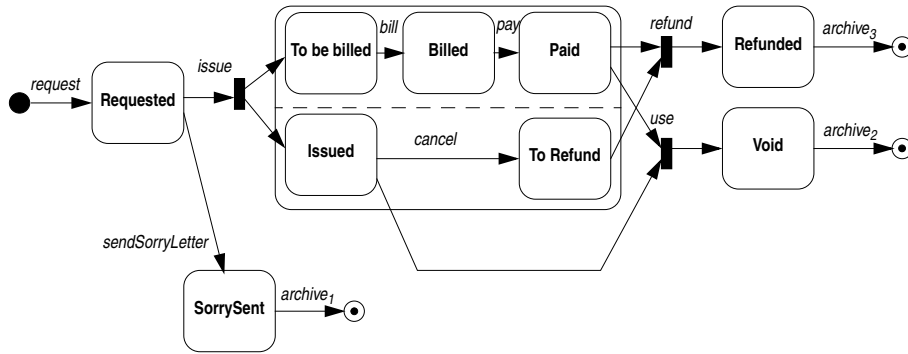 request
Requested
issue
To be billed
bill
Billed
pay
Paid
refund
Refunded
archive3
Issued
cancel
To Refund
use
Void
archive2
sendSorryLetter
SorrySent
archive1